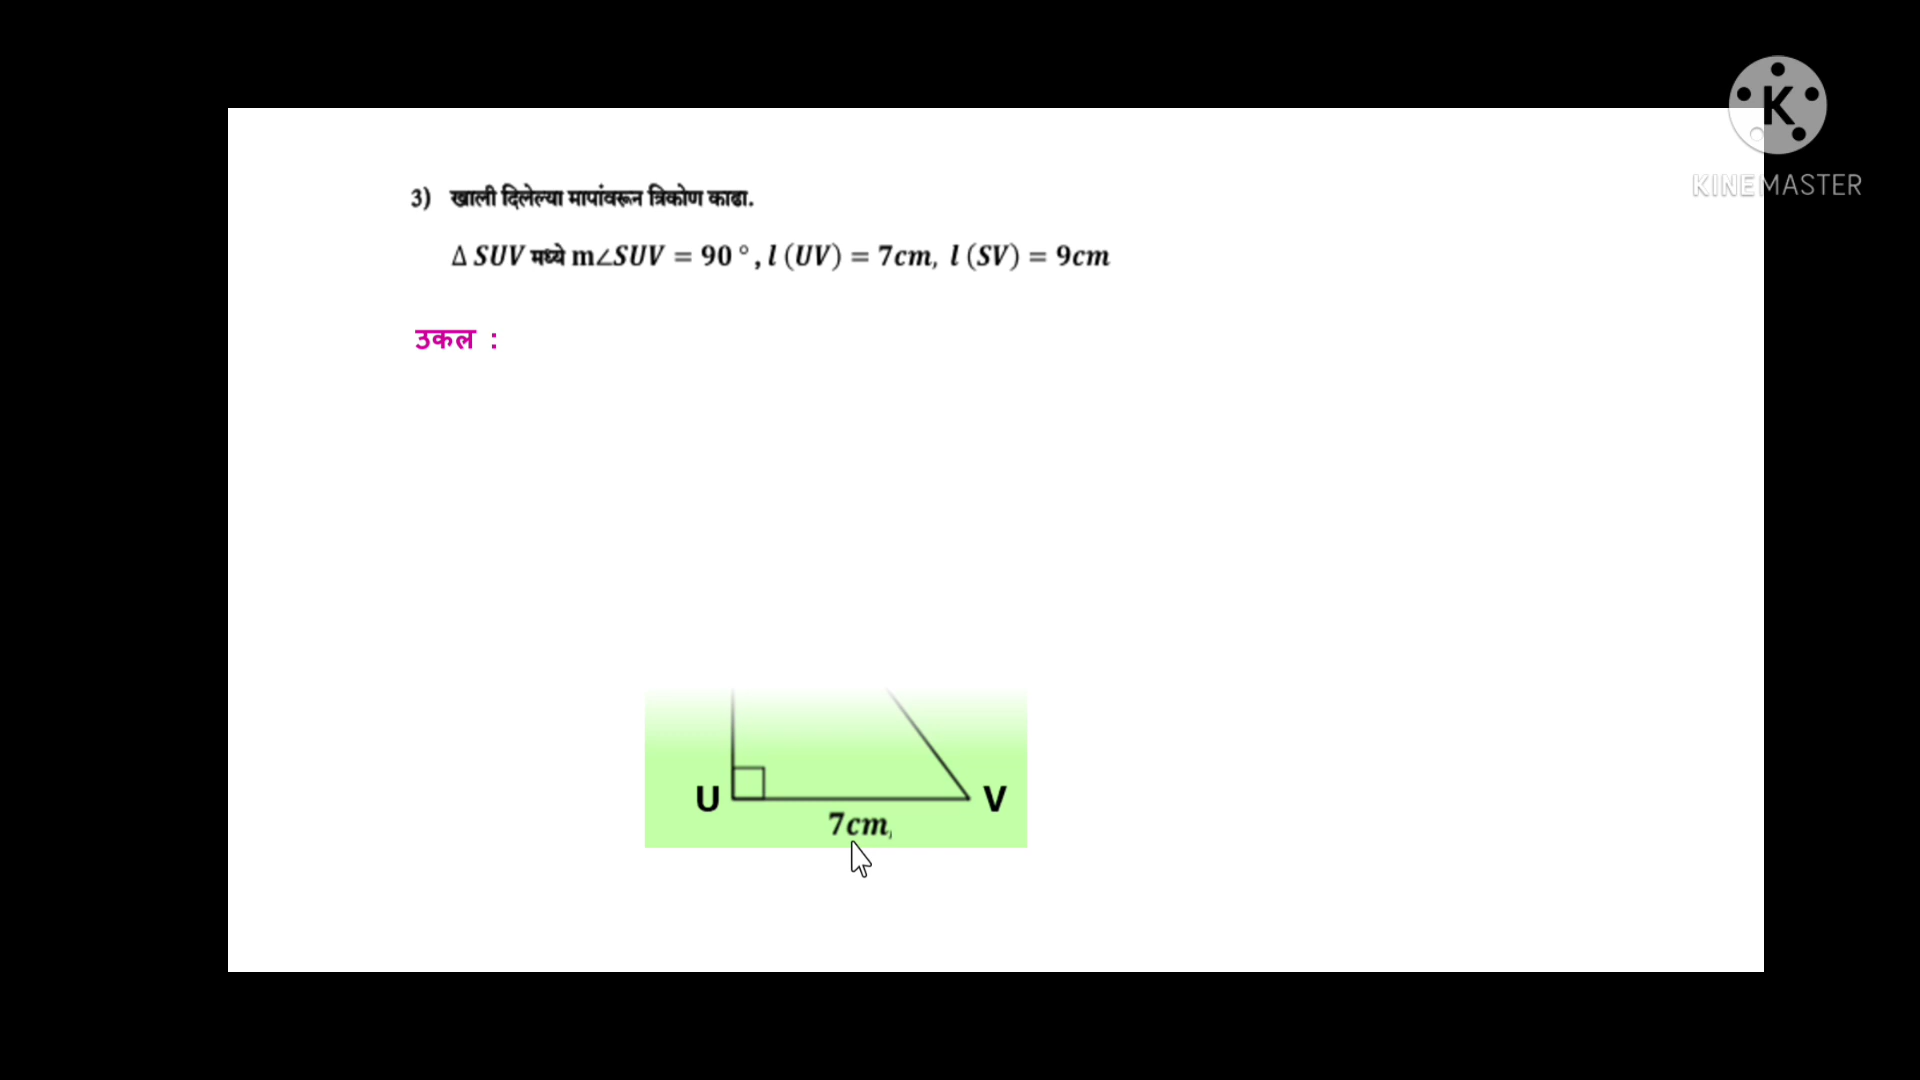 3) खाली दिलेल्या मापांवरून त्रिकोण काढा.
Δ SUV मध्ये m∠SUV = 90 °, l (UV) = 7cm, l (SV) = 9cm
उकल :
U V
7cm,
K
KINEMASTER